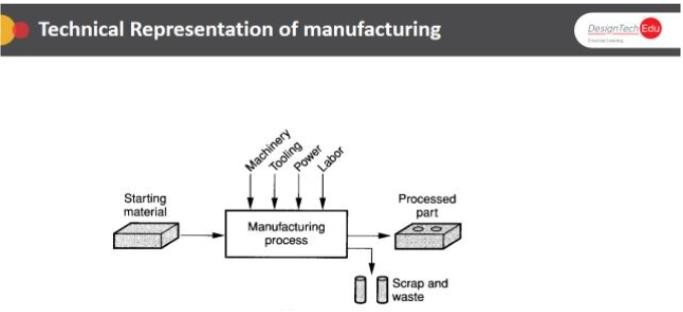 Technical Representation of manufacturing
DesignTech Edu
Machinery
Tooling
Power
Labor
Starting
material
Manufacturing
process
Processed
part
Scrap and
waste